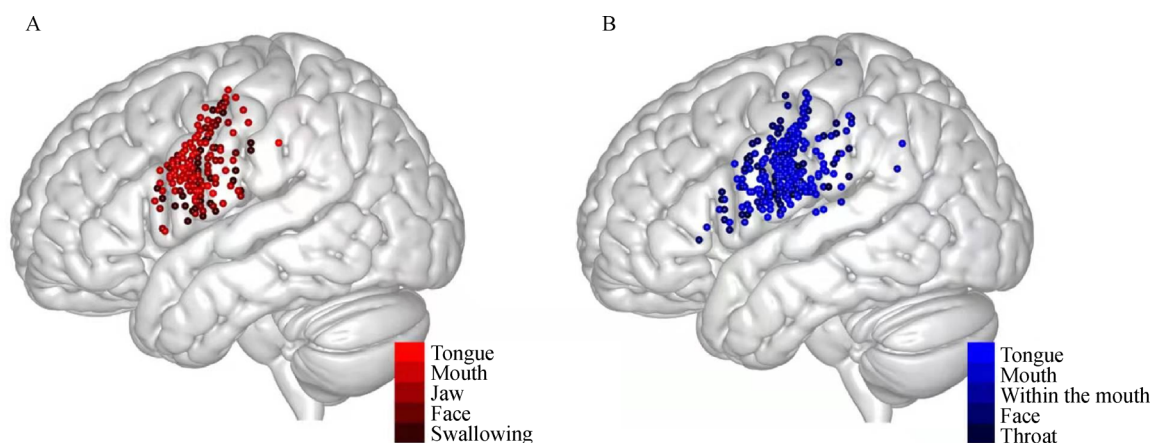 A
B
Tongue
Mouth
Jaw
Face
Swallowing
Tongue
Mouth
Within the mouth
Face
Throat